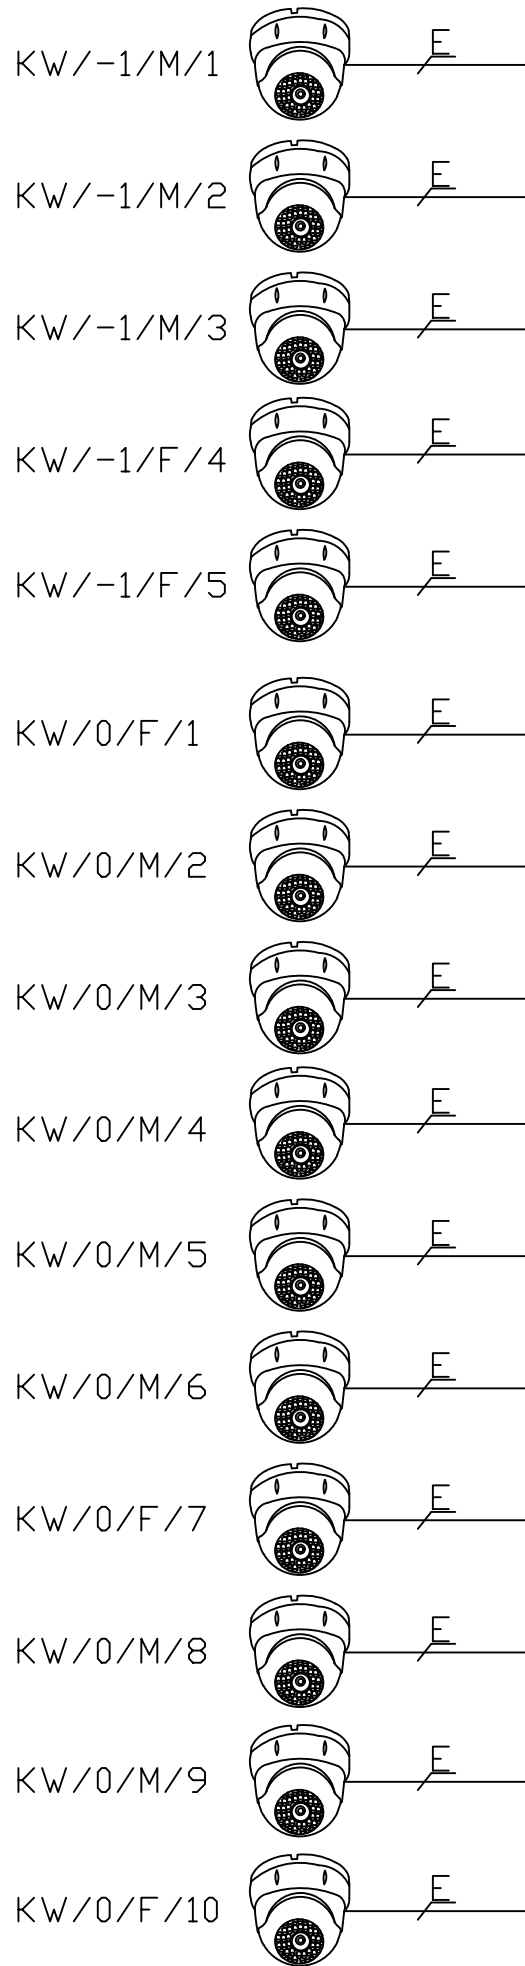 KW/-1/M/1 E
KW/-1/M/2 E
KW/-1/M/3 E
KW/-1/F/4 E
KW/-1/F/5 E
KW/0/F/1 E
KW/0/M/2 E
KW/0/M/3 E
KW/0/M/4 E
KW/0/M/5 E
KW/0/M/6 E
KW/0/F/7 E
KW/0/M/8 E
KW/0/M/9 E
KW/0/F/10 E